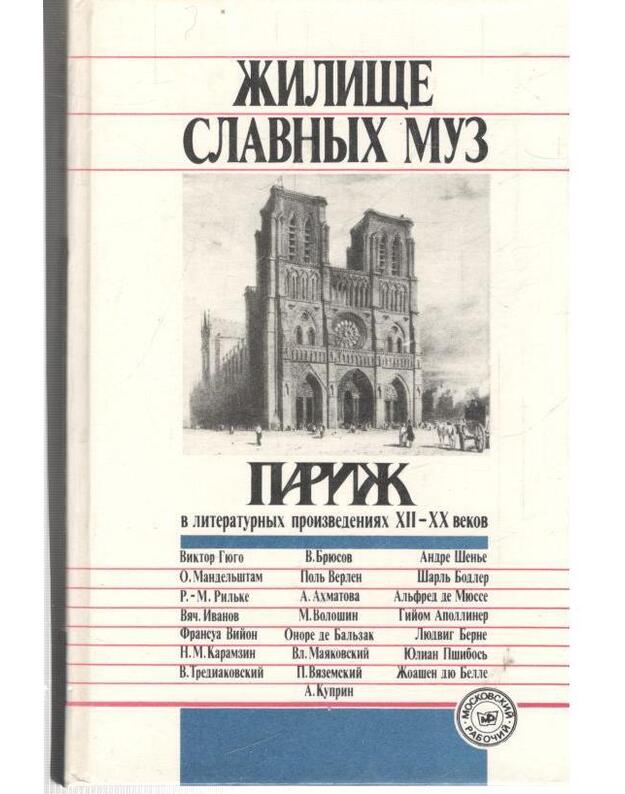 ЖИЛИЩЕ
СЛАВНЫХ МУЗ
ПАРИЖ
в литературных произведениях XII–XX веков
Виктор Гюго В.Брюсов Андре Шенье
О.Мандельштам Поль Верлен Шарль Бодлер
Р.-М.Рильке А.Ахматова Альфред де Мюссе
Вяч.Иванов М.Волошин Гийом Аполлинер
Франсуа Вийон Оноре де Бальзак Людвиг Берне
Н.М.Карамзин Вл.Маяковский Юлиан Пшибось
В.Тредиаковский П.Вяземский Жоашен дю Белле
А.Куприн
МОСКОВСКИЙ
МР
РАБОЧИЙ